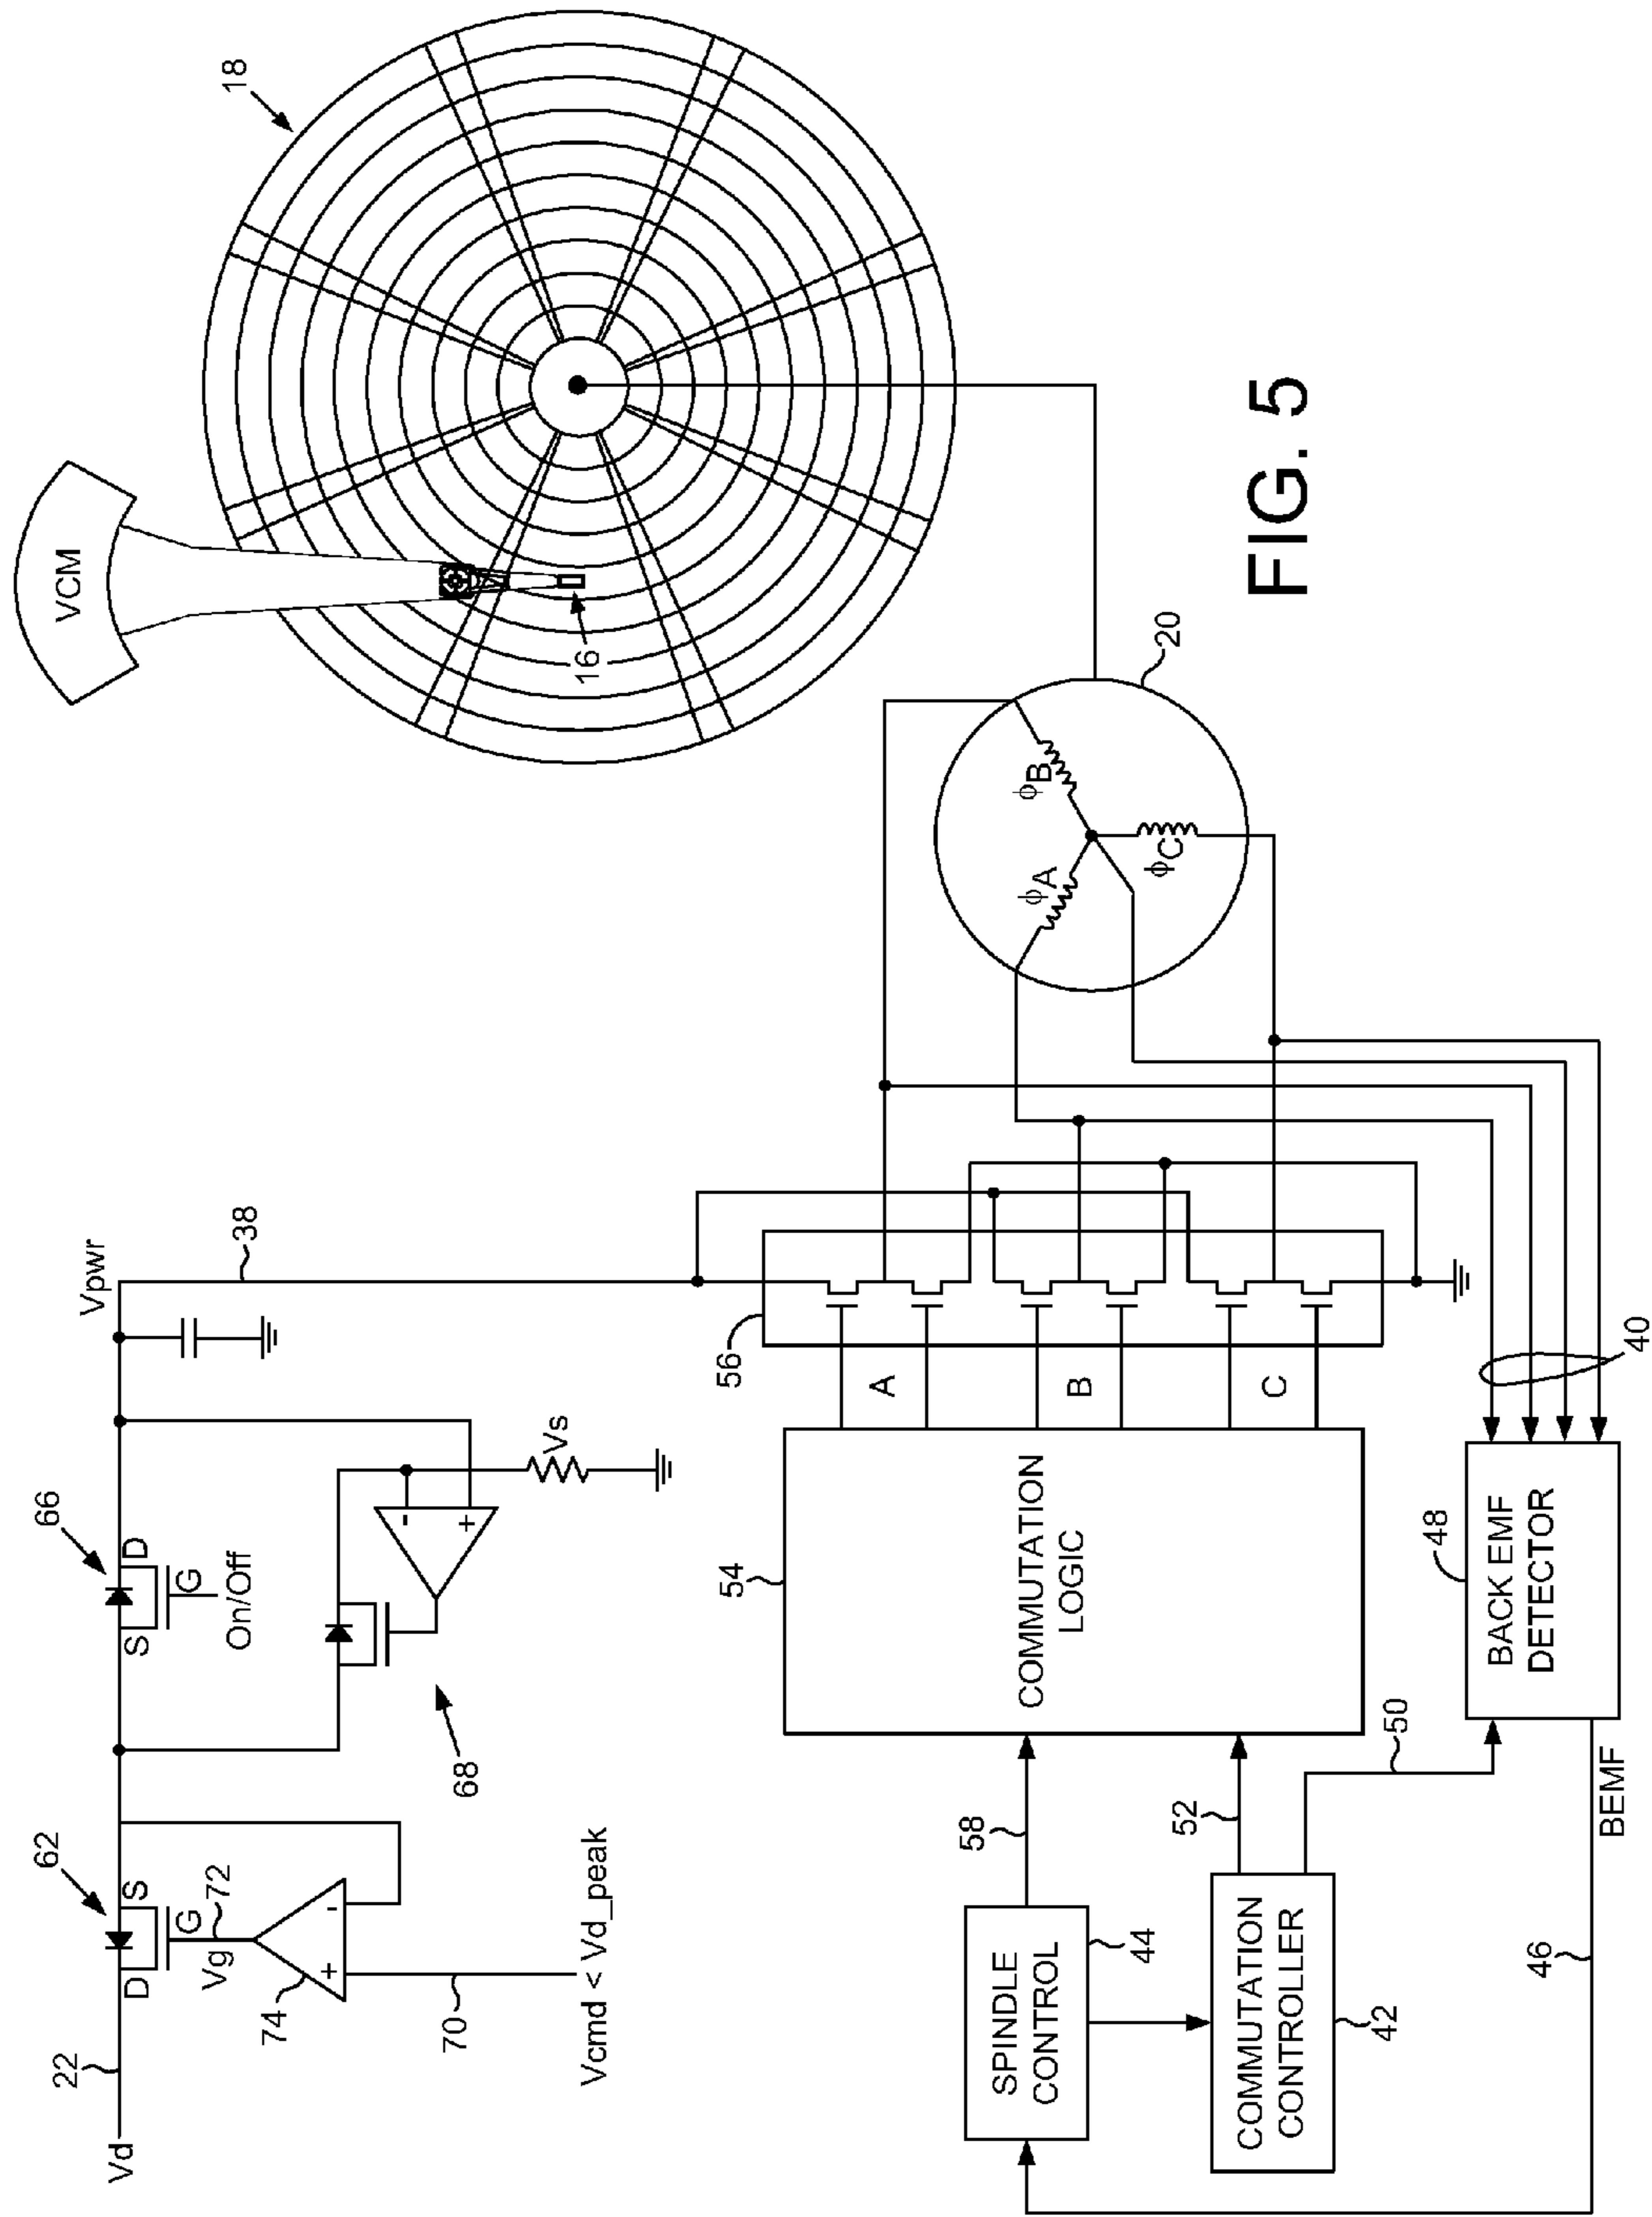 Vd
22
D
S
62
G
Vg
72
74
+
-
70
Vcmd < Vd_peak
68
S
D
66
G
On/Off
-
+
Vs
Vpwr
38
VCM
18
16
SPINDLE
CONTROL
44
58
COMMUTATION
CONTROLLER
42
52
50
54
COMMUTATION
LOGIC
A
B
C
56
ϕA
ϕB
ϕC
20
BACK EMF
DETECTOR
48
40
46
BEMF
FIG. 5